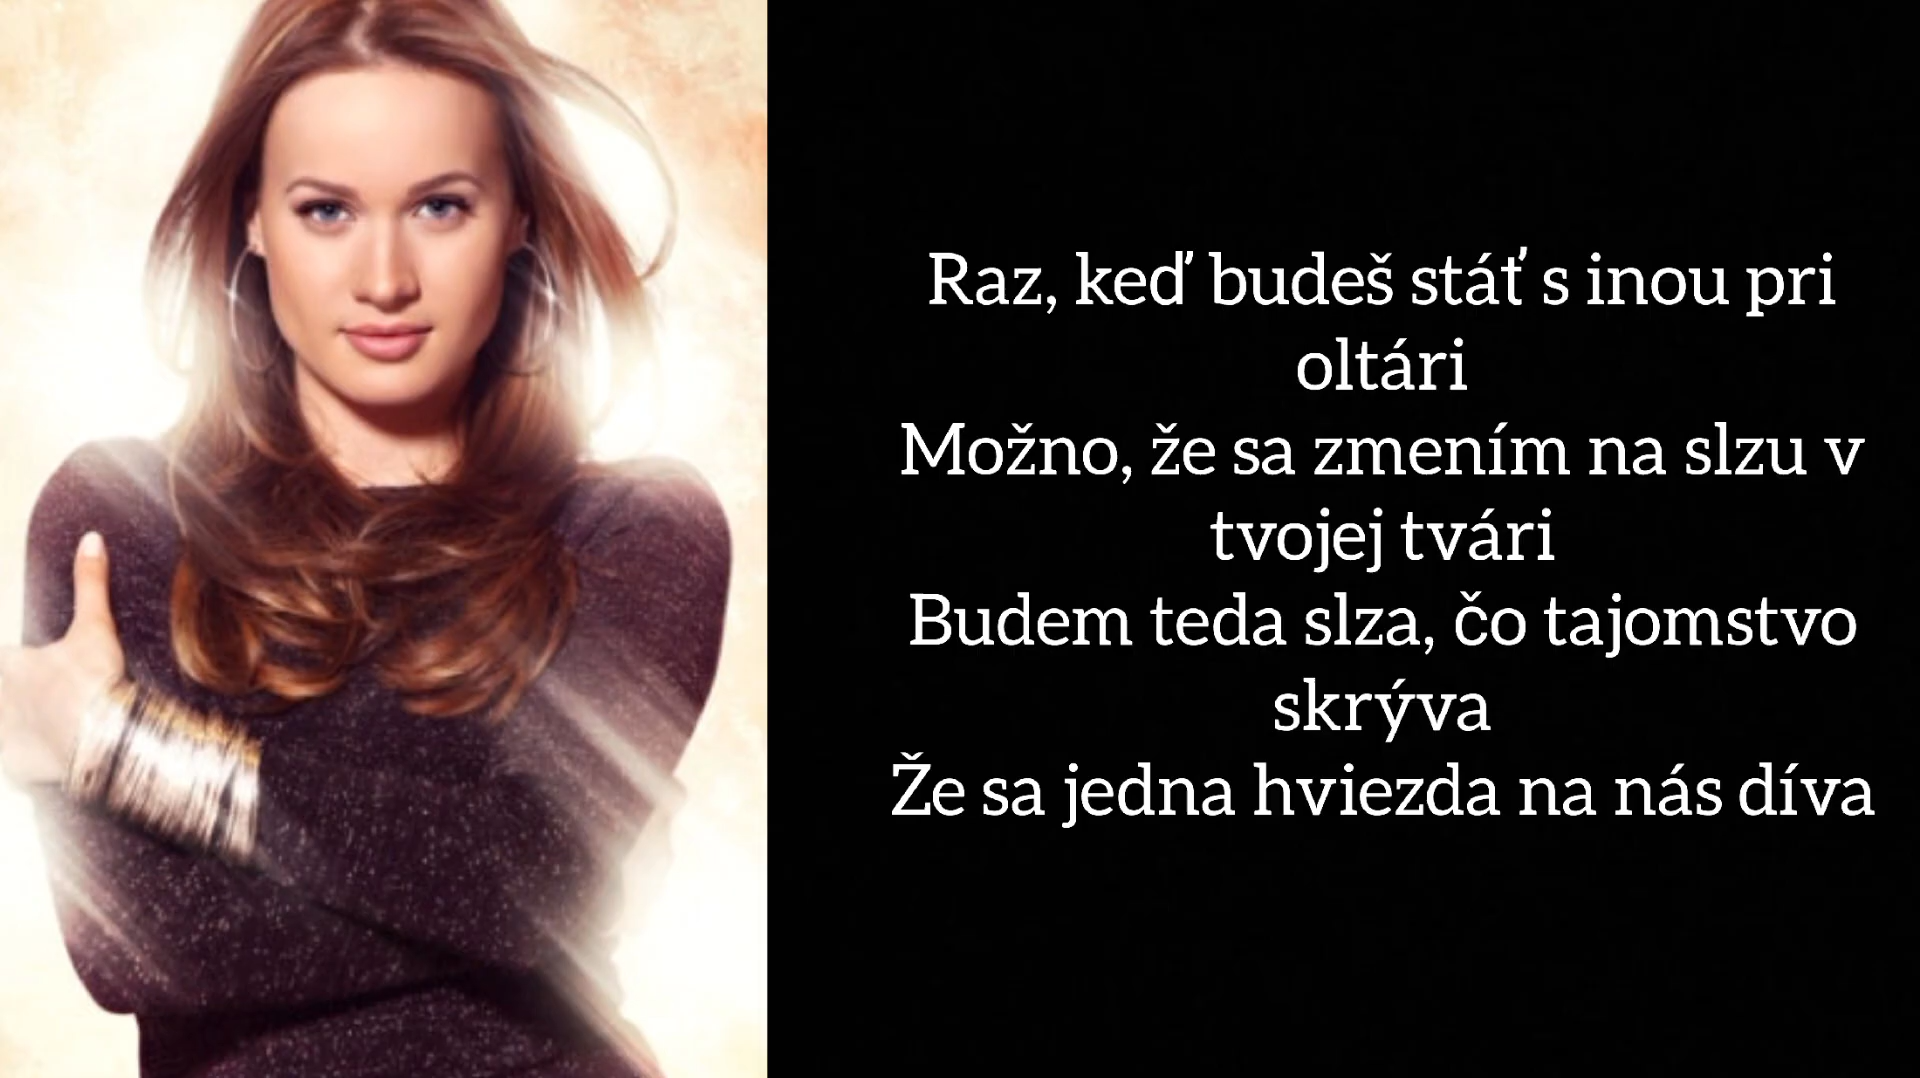 Raz, keď budeš stáť s inou pri
oltári
Možno, že sa zmením na slzu v
tvojej tvári
Budem teda slza, čo tajomstvo
skrýva
Že sa jedna hviezda na nás díva